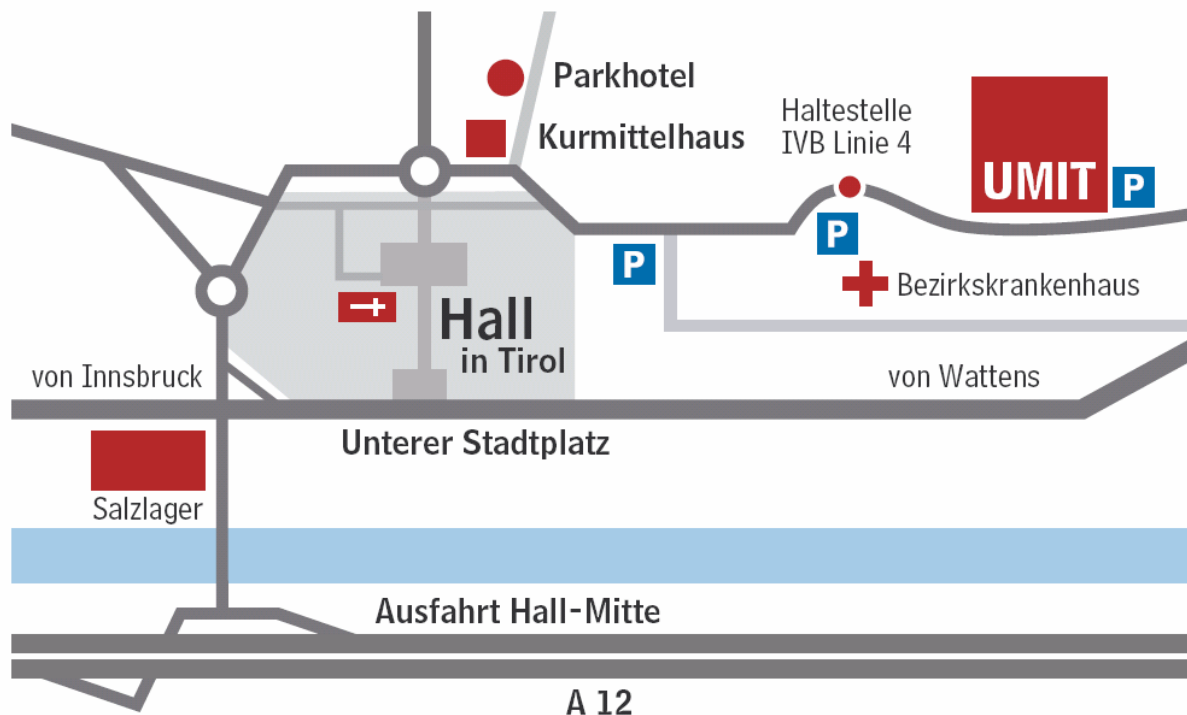 Parkhotel
Kurmittelhaus
Haltestelle
IVB Linie 4
UMIT
P
P
P
Bezirkskrankenhaus
Hall
in Tirol
von Innsbruck
von Wattens
Unterer Stadtplatz
Salzlager
Ausfahrt Hall-Mitte
A 12